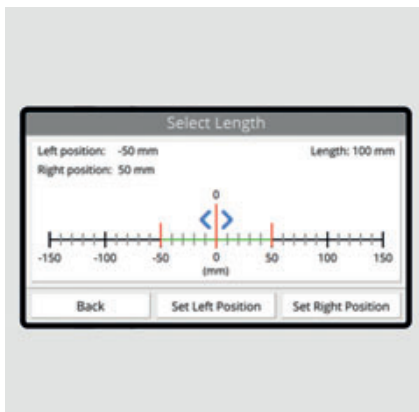 Select Length
Left position: -50 mm Length: 100 mm
Right position: 50 mm
0
-150 -100 -50 0 50 100 150
(mm)
Back Set Left Position Set Right Position